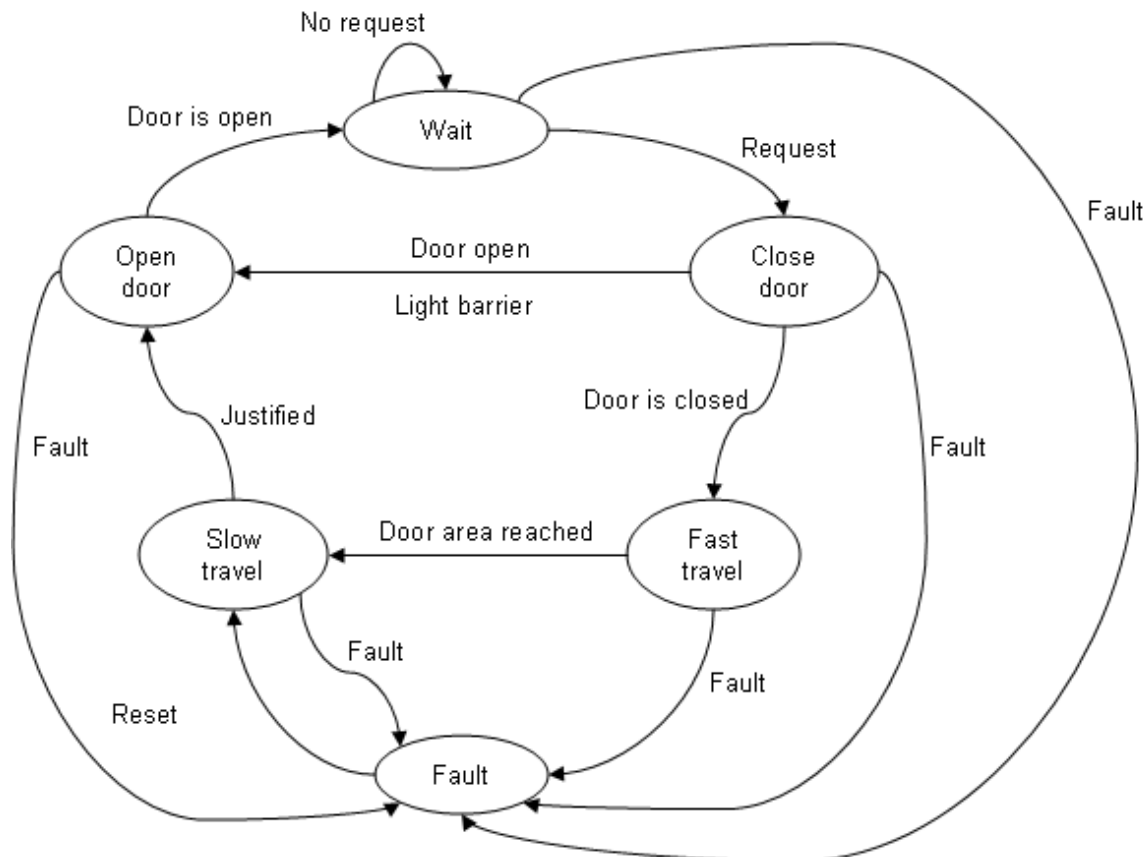 No request
Door is open
Wait
Request
Fault
Open
door
Door open
Light barrier
Close
door
Door is closed
Justified
Fault
Fault
Slow
travel
Door area reached
Fast
travel
Fault
Fault
Reset
Fault